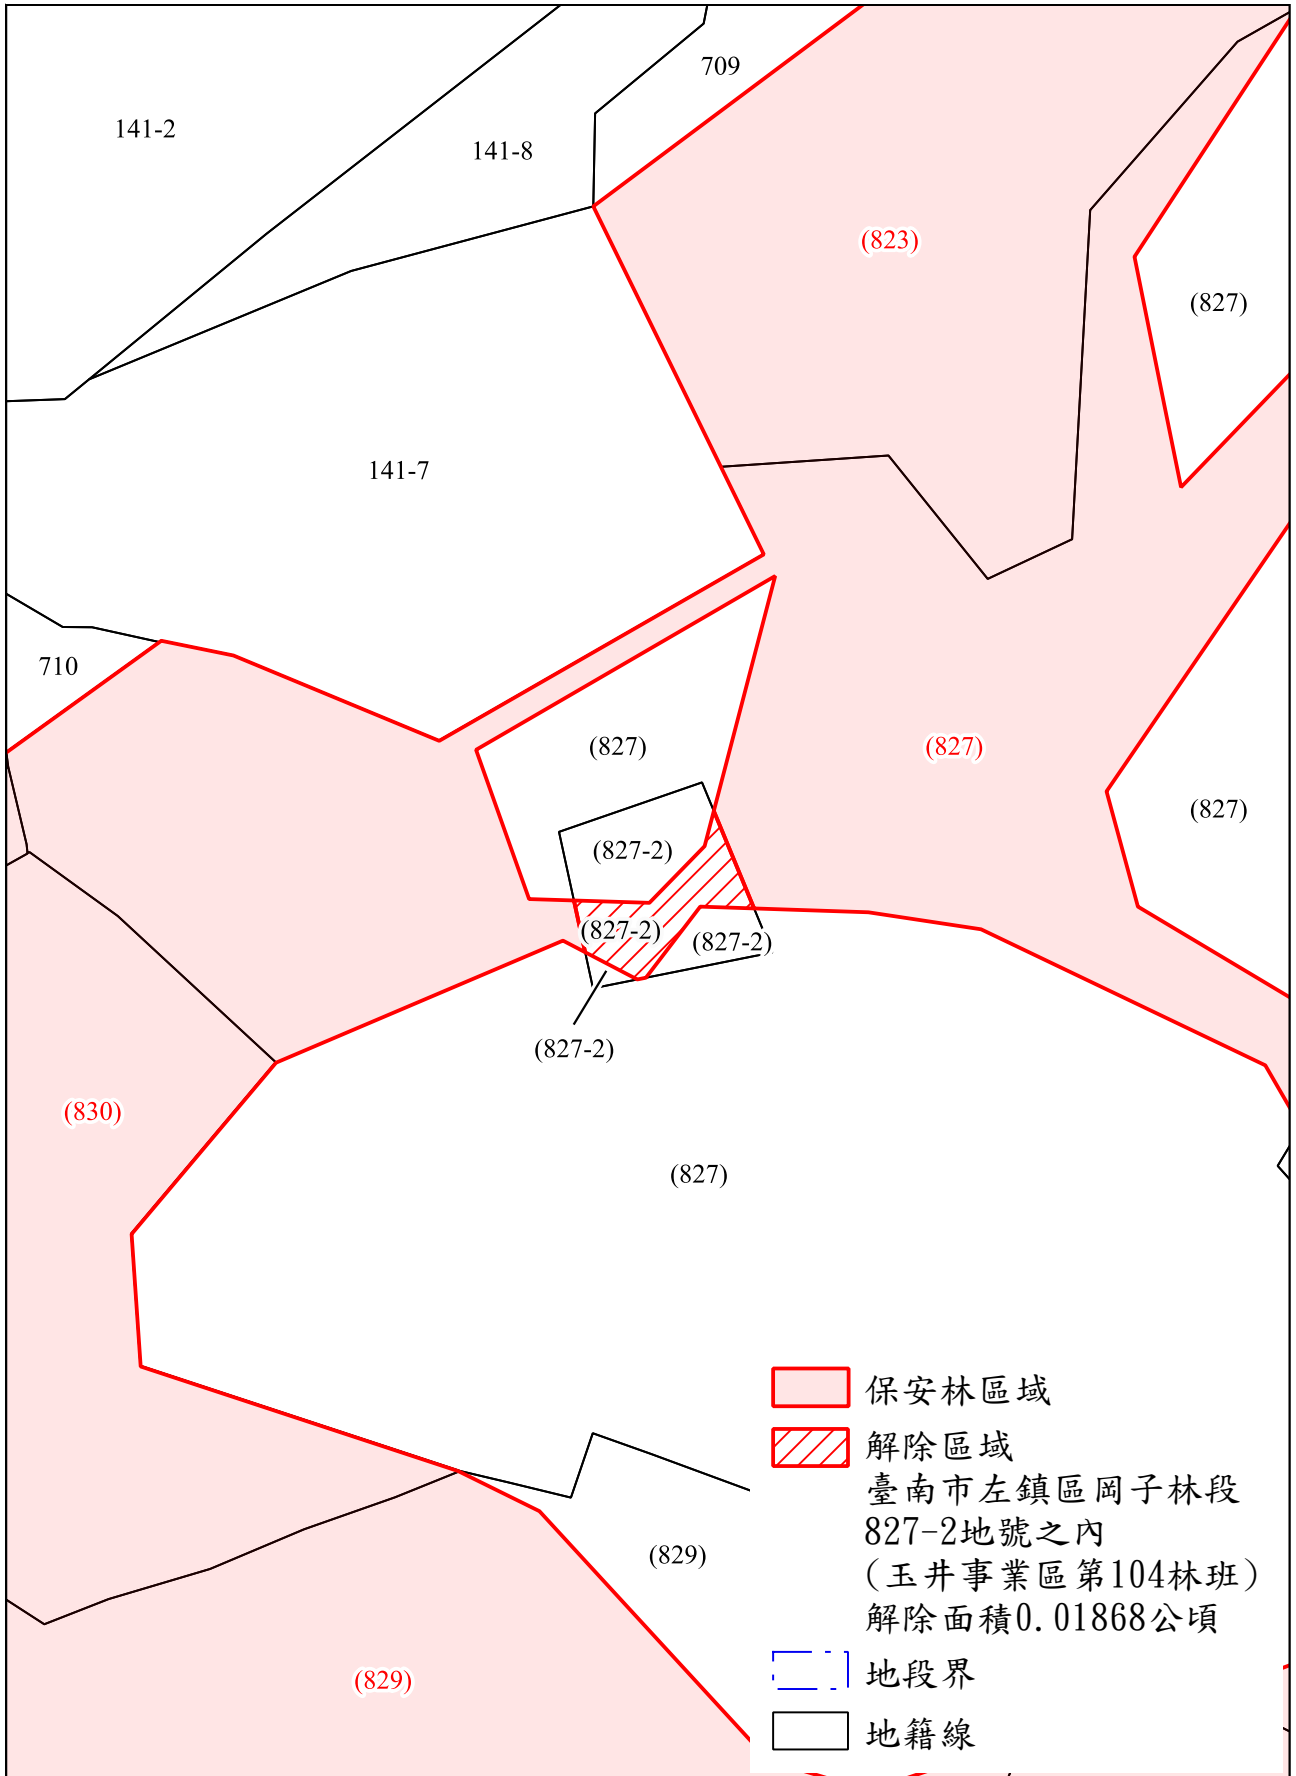 709
141-2
141-8
(823)
(827)
141-7
710
(827)
(827)
(827)
(827-2)
(827-2)
(827-2)
(827-2)
(830)
(827)
保安林區域
解除區域
臺南市左鎮區岡子林段
827-2地號之內
(玉井事業區第104林班)
解除面積0.01868公頃
(829)
地段界
(829)
地籍線